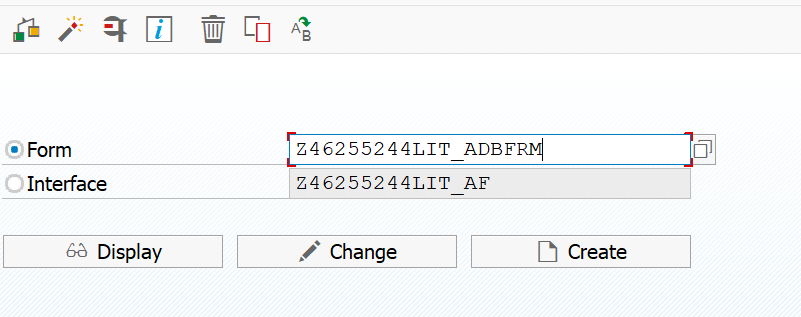 Form Z46255244LIT_ADBFRM
Interface Z46255244LIT_AF
Display Change Create